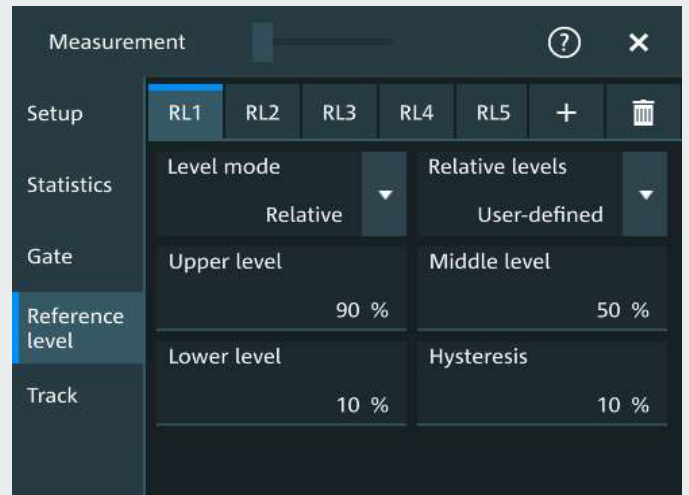 Measurement ?
Setup RL1 RL2 RL3 RL4 RL5 +
Level mode Relative levels
Statistics
Relative User-defined
Gate Upper level Middle level
90 % 50 %
Reference
level
Lower level Hysteresis
Track
10 % 10 %